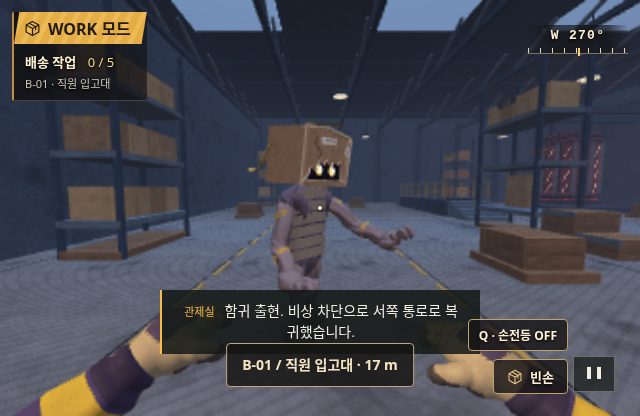 WORK 모드
배송 작업 0 / 5
B-01 · 직원 입고대
W 270°
관제실 함귀 출현. 비상 차단으로 서쪽 통로로 복
귀했습니다.
Q · 손전등 OFF
B-01 / 직원 입고대 · 17 m
빈손